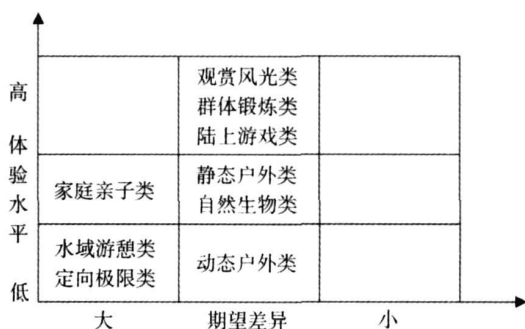 高
体
验
水
平
低
观赏风光类
群体锻炼类
陆上游戏类
家庭亲子类
静态户外类
自然生物类
水域游憩类
定向极限类
动态户外类
大 期望差异 小